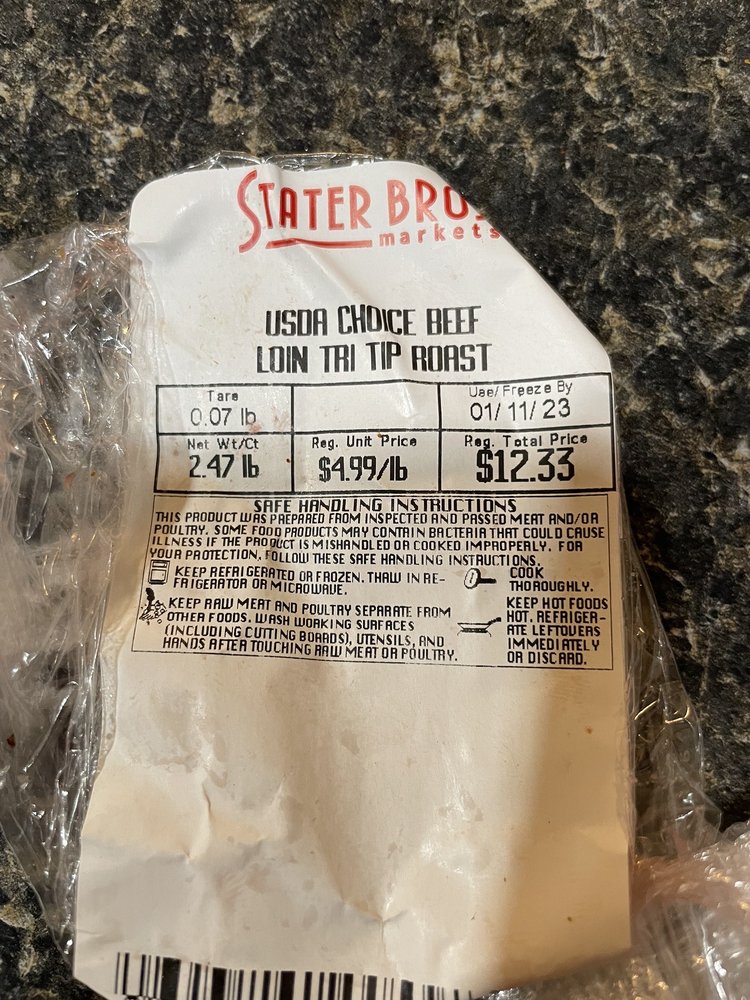 STATER BROS
markets
USDA CHOICE BEEF
LOIN TRI TIP ROAST
Tare
0.07 lb
Use/Freeze By
01/11/23
Net Wt/Ct
2.47 lb
Reg. Unit Price
$4.99/lb
Reg. Total Price
$12.33
SAFE HANDLING INSTRUCTIONS
THIS PRODUCT WAS PREPARED FROM INSPECTED AND PASSED MEAT AND/OR
POULTRY. SOME FOOD PRODUCTS MAY CONTAIN BACTERIA THAT COULD CAUSE
ILLNESS IF THE PRODUCT IS MISHANDLED OR COOKED IMPROPERLY. FOR
YOUR PROTECTION, FOLLOW THESE SAFE HANDLING INSTRUCTIONS.
KEEP REFRIGERATED OR FROZEN. THAW IN RE-
FRIGERATOR OR MICROWAVE.
KEEP RAW MEAT AND POULTRY SEPARATE FROM
OTHER FOODS. WASH WORKING SURFACES
(INCLUDING CUTTING BOARDS), UTENSILS, AND
HANDS AFTER TOUCHING RAW MEAT OR POULTRY.
COOK
THOROUGHLY.
KEEP HOT FOODS
HOT. REFRIGER-
ATE LEFTOVERS
IMMEDIATELY
OR DISCARD.